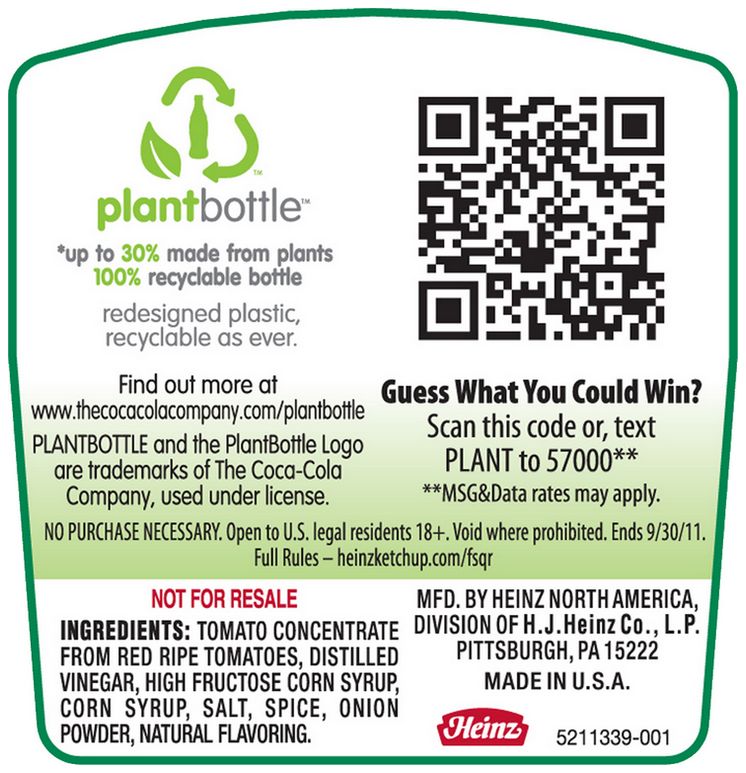 plantbottle™
*up to 30% made from plants
100% recyclable bottle
redesigned plastic,
recyclable as ever.
Find out more at
www.thecocacolacompany.com/plantbottle
PLANTBOTTLE and the PlantBottle Logo
are trademarks of The Coca-Cola
Company, used under license.
Guess What You Could Win?
Scan this code or, text
PLANT to 57000**
**MSG&Data rates may apply.
NO PURCHASE NECESSARY. Open to U.S. legal residents 18+. Void where prohibited. Ends 9/30/11.
Full Rules – heinzketchup.com/fsqr
NOT FOR RESALE
INGREDIENTS: TOMATO CONCENTRATE
FROM RED RIPE TOMATOES, DISTILLED
VINEGAR, HIGH FRUCTOSE CORN SYRUP,
CORN SYRUP, SALT, SPICE, ONION
POWDER, NATURAL FLAVORING.
MFD. BY HEINZ NORTH AMERICA,
DIVISION OF H.J.Heinz Co., L.P.
PITTSBURGH, PA 15222
MADE IN U.S.A.
Heinz
5211339-001